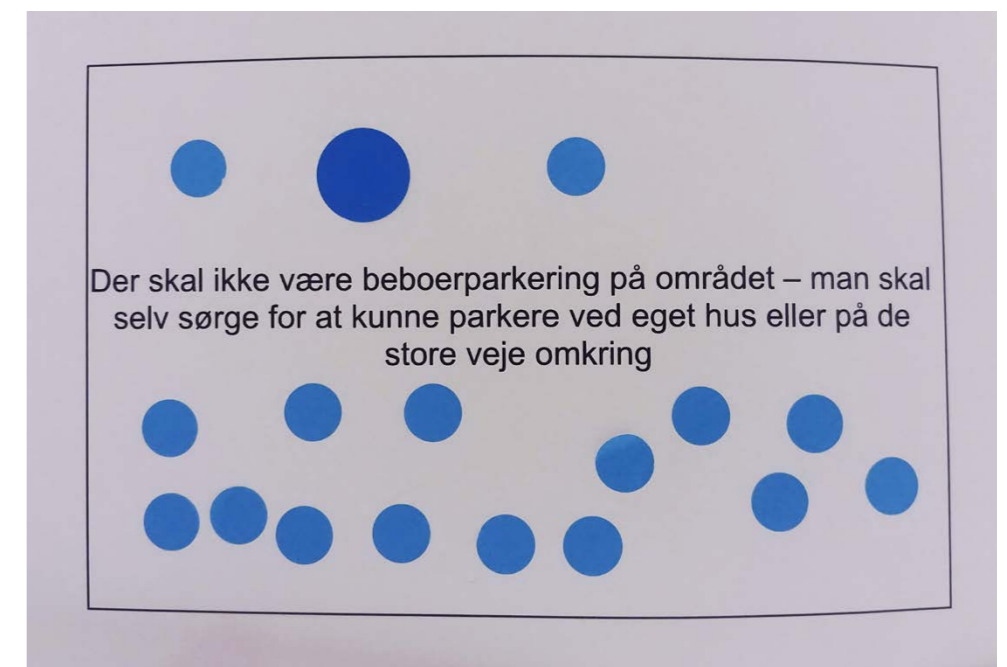 Der skal ikke være beboerparkering på området – man skal
selv sørge for at kunne parkere ved eget hus eller på de
store veje omkring